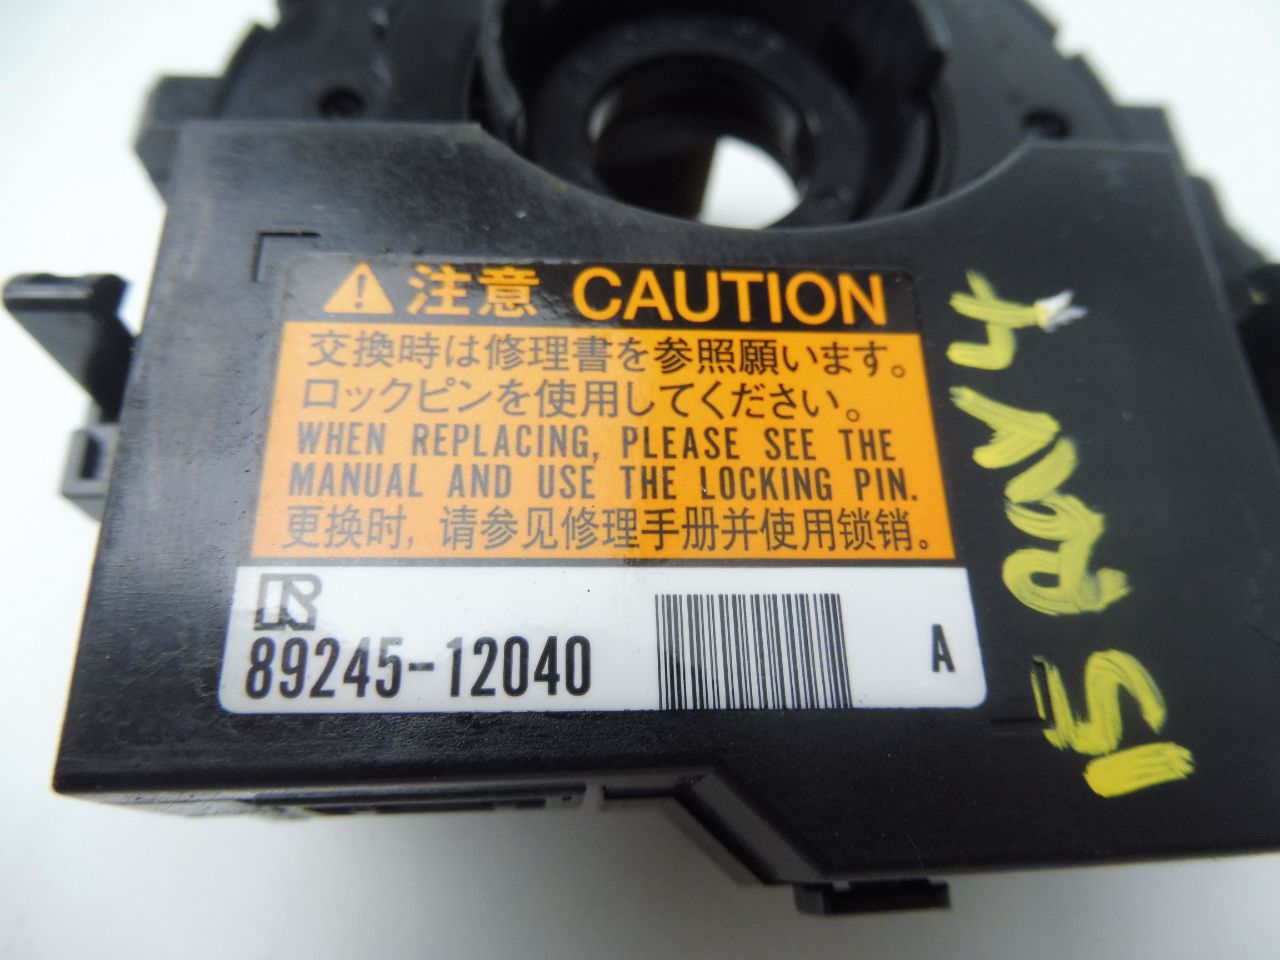 注意 CAUTION
交換時は修理書を参照願います。
ロックピンを使用してください。
WHEN REPLACING, PLEASE SEE THE
MANUAL AND USE THE LOCKING PIN.
更换时, 请参见修理手册并使用锁销。
89245-12040
A